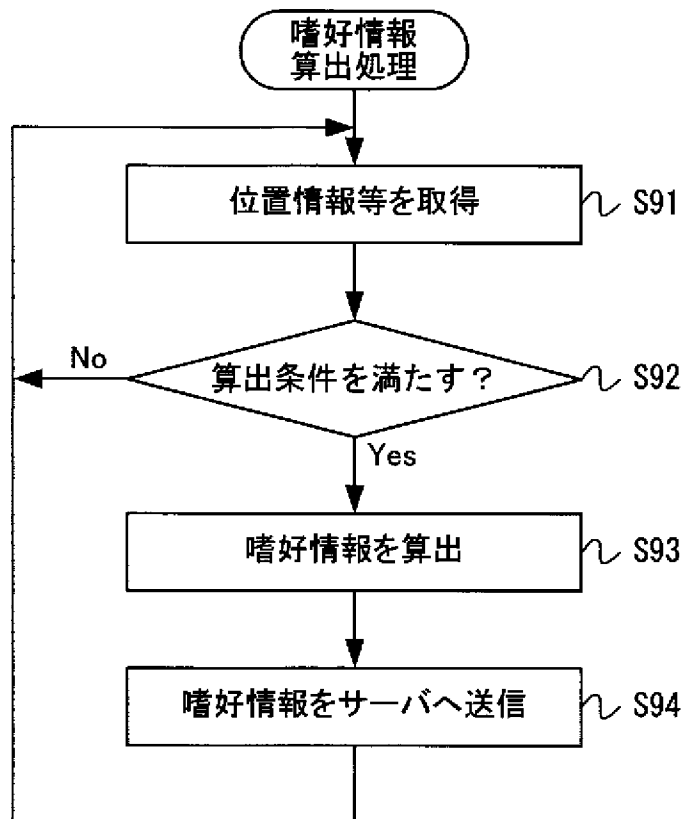 嗜好情報
算出処理
位置情報等を取得
S91
No
算出条件を満たす？
S92
Yes
嗜好情報を算出
S93
嗜好情報をサーバへ送信
S94